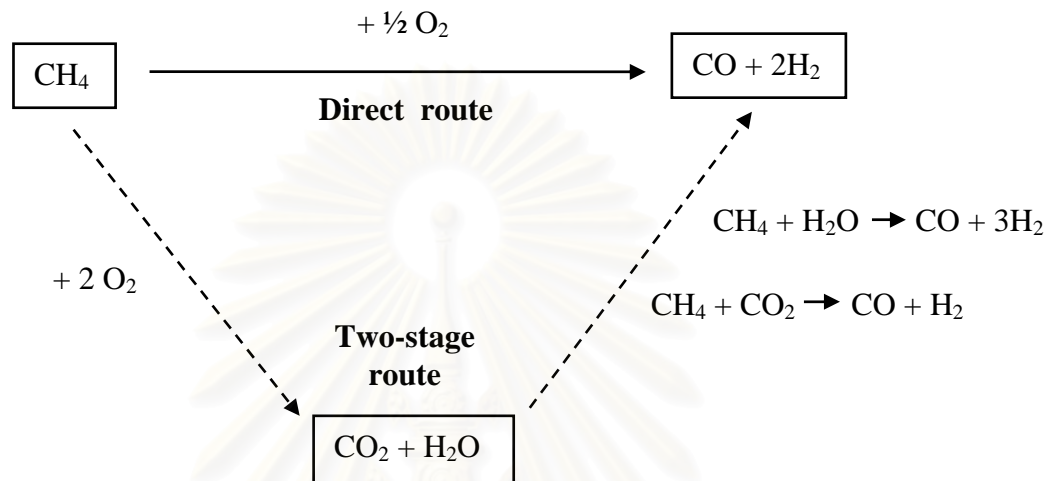 + ½ O₂
CH₄
CO + 2H₂
Direct route
CH₄ + H₂O → CO + 3H₂
+ 2 O₂
CH₄ + CO₂ → CO + H₂
Two-stage
route
CO₂ + H₂O